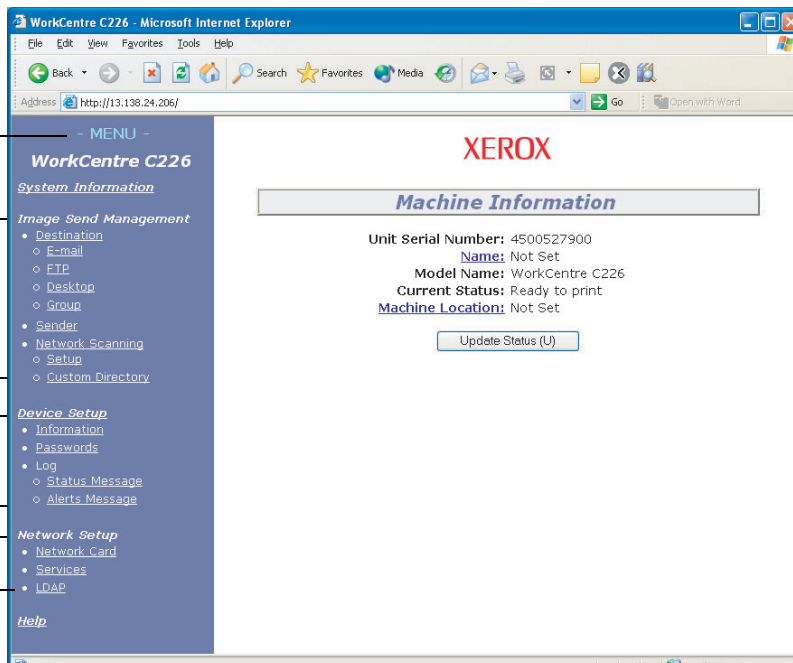 WorkCentre C226 - Microsoft Internet Explorer
File Edit View Favorites Tools Help
Back Search Favorites Media
Address http://13.138.24.206/ Go Open with Word
- MENU -
WorkCentre C226
System Information
Image Send Management
Destination
E-mail
FTP
Desktop
Group
Sender
Network Scanning
Setup
Custom Directory
Device Setup
Information
Passwords
Log
Status Message
Alerts Message
Network Setup
Network Card
Services
LDAP
Help
XEROX
Machine Information
Unit Serial Number: 4500527900
Name: Not Set
Model Name: WorkCentre C226
Current Status: Ready to print
Machine Location: Not Set
Update Status (U)